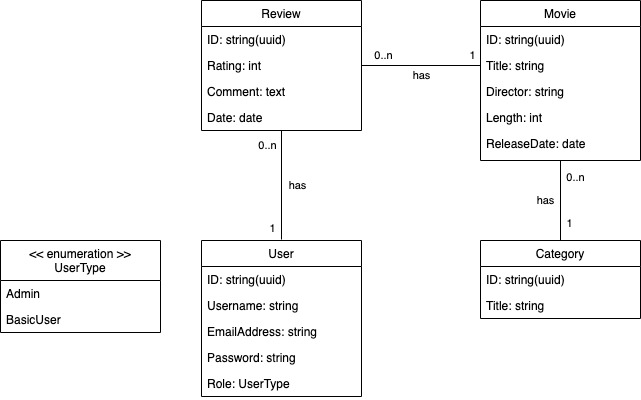 Review
ID: string(uuid)
Rating: int
Comment: text
Date: date
0..n
1
has
Movie
ID: string(uuid)
Title: string
Director: string
Length: int
ReleaseDate: date
0..n
has
1
0..n
has
1
<< enumeration >>
UserType
Admin
BasicUser
User
ID: string(uuid)
Username: string
EmailAddress: string
Password: string
Role: UserType
Category
ID: string(uuid)
Title: string